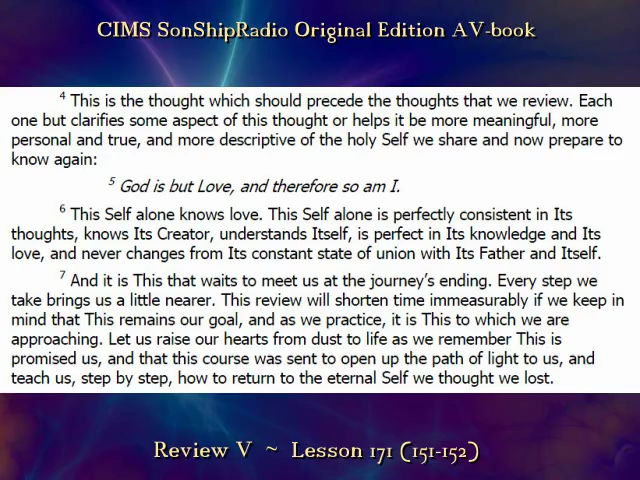 CIMS SonShipRadio Original Edition AV-book
4 This is the thought which should precede the thoughts that we review. Each
one but clarifies some aspect of this thought or helps it be more meaningful, more
personal and true, and more descriptive of the holy Self we share and now prepare to
know again:
5 God is but Love, and therefore so am I.
6 This Self alone knows love. This Self alone is perfectly consistent in Its
thoughts, knows Its Creator, understands Itself, is perfect in Its knowledge and Its
love, and never changes from Its constant state of union with Its Father and Itself.
7 And it is This that waits to meet us at the journey’s ending. Every step we
take brings us a little nearer. This review will shorten time immeasurably if we keep in
mind that This remains our goal, and as we practice, it is This to which we are
approaching. Let us raise our hearts from dust to life as we remember This is
promised us, and that this course was sent to open up the path of light to us, and
teach us, step by step, how to return to the eternal Self we thought we lost.
Review V ~ Lesson 171 (151-152)